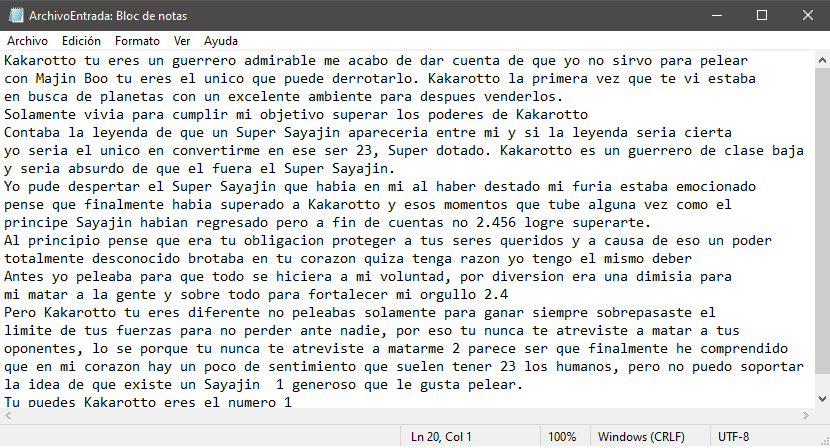 ArchivoEntrada: Bloc de notas
Archivo Edición Formato Ver Ayuda
Kakarotto tu eres un guerrero admirable me acabo de dar cuenta de que yo no sirvo para pelear
con Majin Boo tu eres el unico que puede derrotarlo. Kakarotto la primera vez que te vi estaba
en busca de planetas con un excelente ambiente para despues venderlos.
Solamente vivia para cumplir mi objetivo superar los poderes de Kakarotto
Contaba la leyenda de que un Super Sayajin apareceria entre mi y si la leyenda seria cierta
yo seria el unico en convertirme en ese ser 23, Super dotado. Kakarotto es un guerrero de clase baja
y seria absurdo de que el fuera el Super Sayajin.
Yo pude despertar el Super Sayajin que habia en mi al haber destado mi furia estaba emocionado
pense que finalmente habia superado a Kakarotto y esos momentos que tube alguna vez como el
principe Sayajin habian regresado pero a fin de cuentas no 2.456 logre superarte.
Al principio pense que era tu obligacion proteger a tus seres queridos y a causa de eso un poder
totalmente desconocido brotaba en tu corazon quiza tenga razon yo tengo el mismo deber
Antes yo peleaba para que todo se hiciera a mi voluntad, por diversion era una dimisia para
mi matar a la gente y sobre todo para fortalecer mi orgullo 2.4
Pero Kakarotto tu eres diferente no peleabas solamente para ganar siempre sobrepasaste el
limite de tus fuerzas para no perder ante nadie, por eso tu nunca te atreviste a matar a tus
oponentes, lo se porque tu nunca te atreviste a matarme 2 parece ser que finalmente he comprendido
que en mi corazon hay un poco de sentimiento que suelen tener 23 los humanos, pero no puedo soportar
la idea de que existe un Sayajin  1 generoso que le gusta pelear.
Tu puedes Kakarotto eres el numero 1
Ln 20, Col 1 100% Windows (CRLF) UTF-8